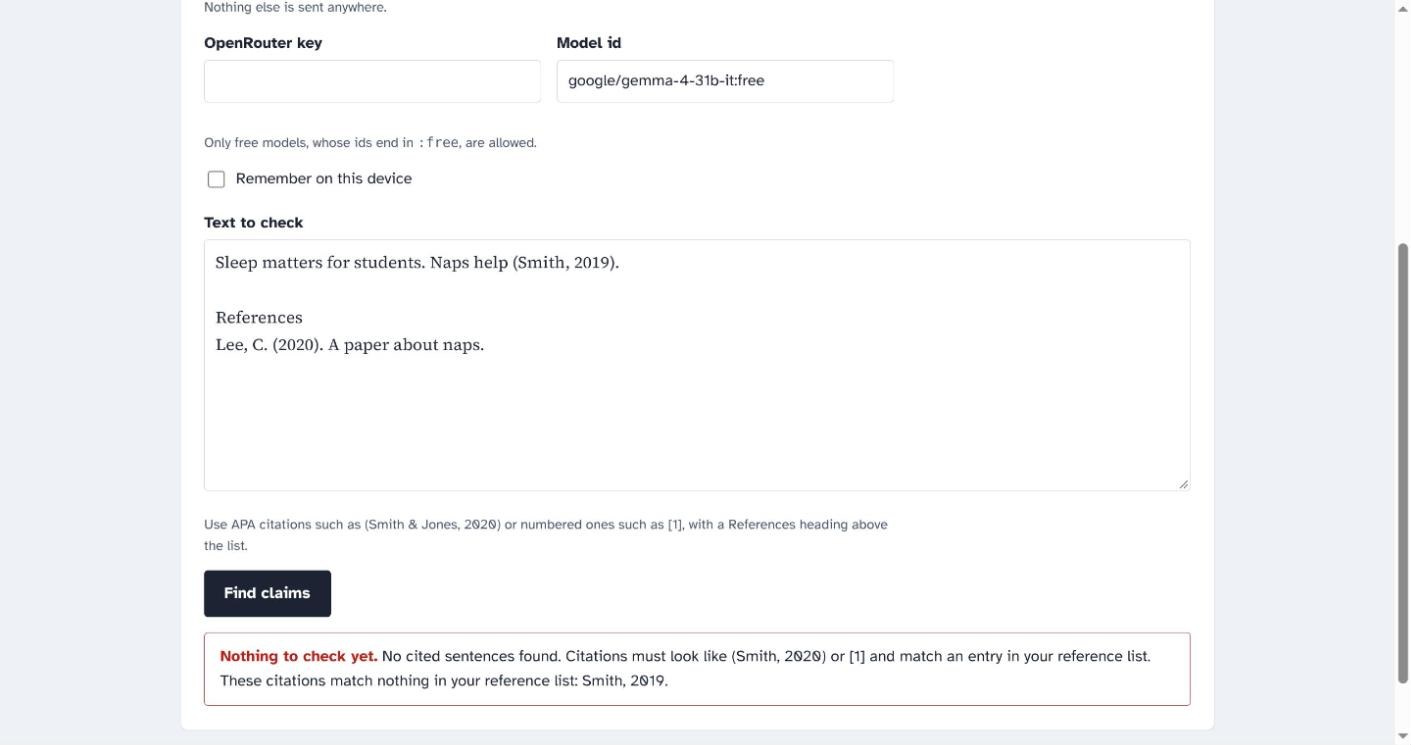 Nothing else is sent anywhere.
OpenRouter key
Model id
google/gemma-4-31b-it:free
Only free models, whose ids end in :free, are allowed.
Remember on this device
Text to check
Sleep matters for students. Naps help (Smith, 2019).
References
Lee, C. (2020). A paper about naps.
Use APA citations such as (Smith & Jones, 2020) or numbered ones such as [1], with a References heading above
the list.
Find claims
Nothing to check yet. No cited sentences found. Citations must look like (Smith, 2020) or [1] and match an entry in your reference list.
These citations match nothing in your reference list: Smith, 2019.